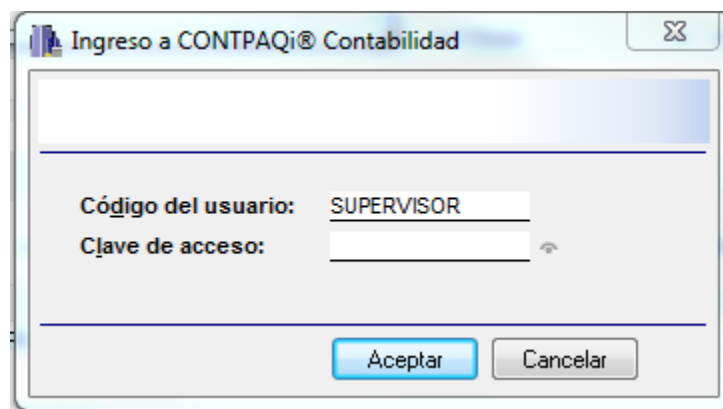 Ingreso a CONTPAQi® Contabilidad
Código del usuario: SUPERVISOR
Clave de acceso:
Aceptar Cancelar